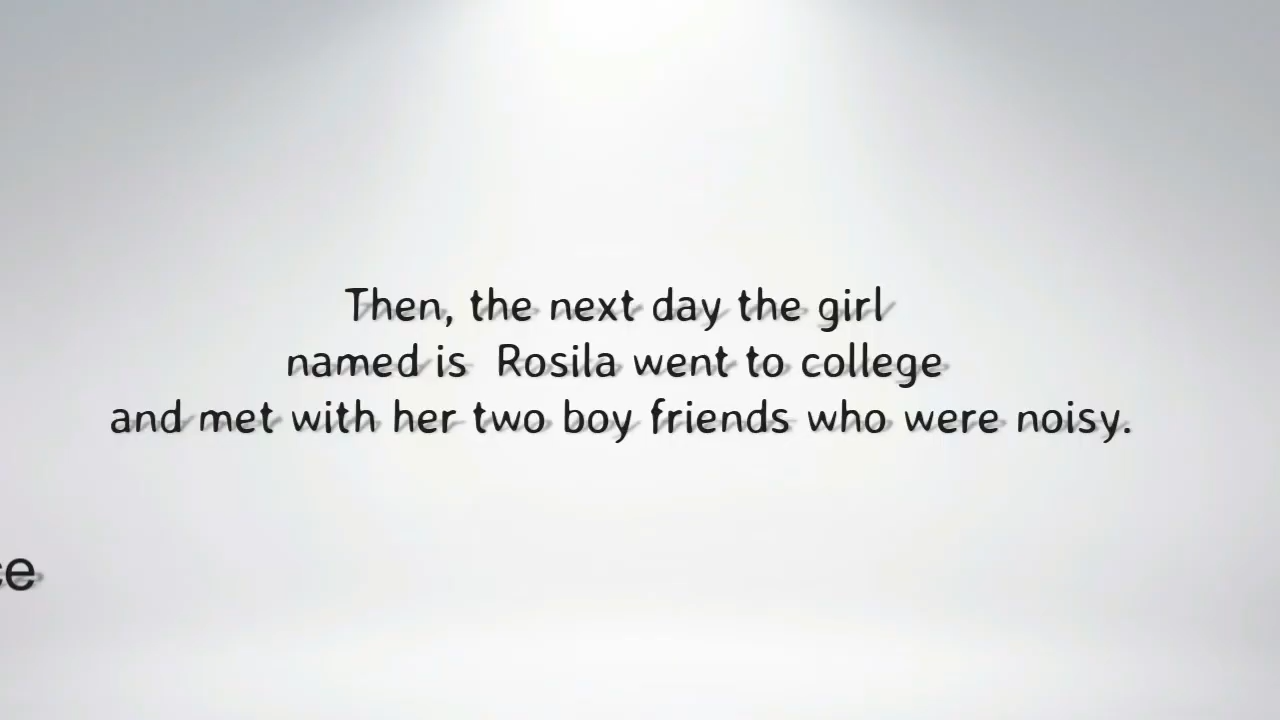 Then, the next day the girl
named is  Rosila went to college
and met with her two boy friends who were noisy.